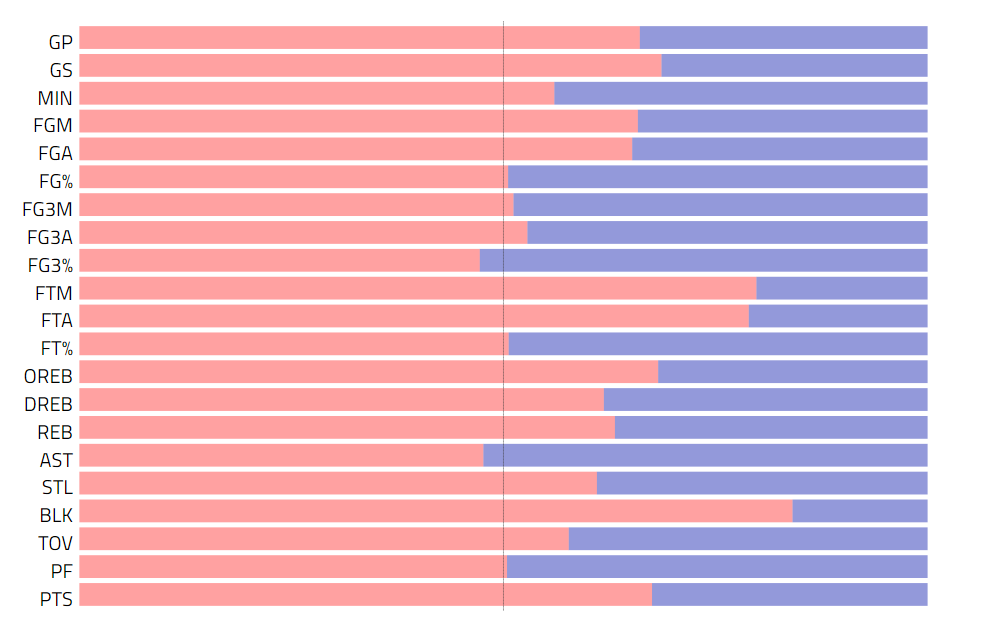 GP
GS
MIN
FGM
FGA
FG%
FG3M
FG3A
FG3%
FTM
FTA
FT%
OREB
DREB
REB
AST
STL
BLK
TOV
PF
PTS